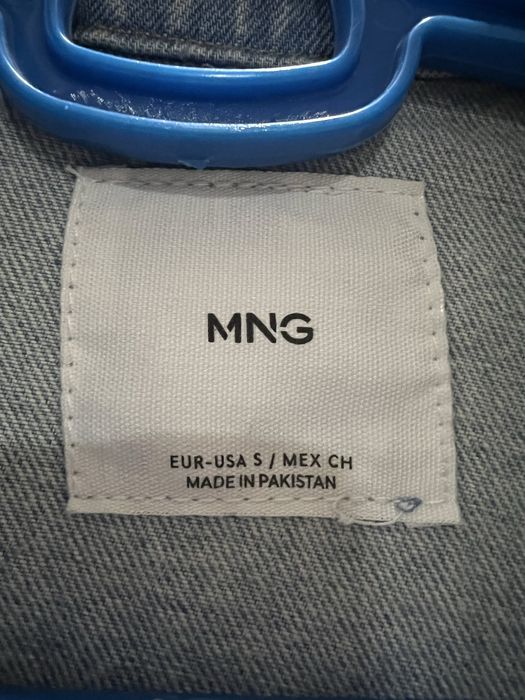 MNG
EUR-USA S / MEX CH
MADE IN PAKISTAN